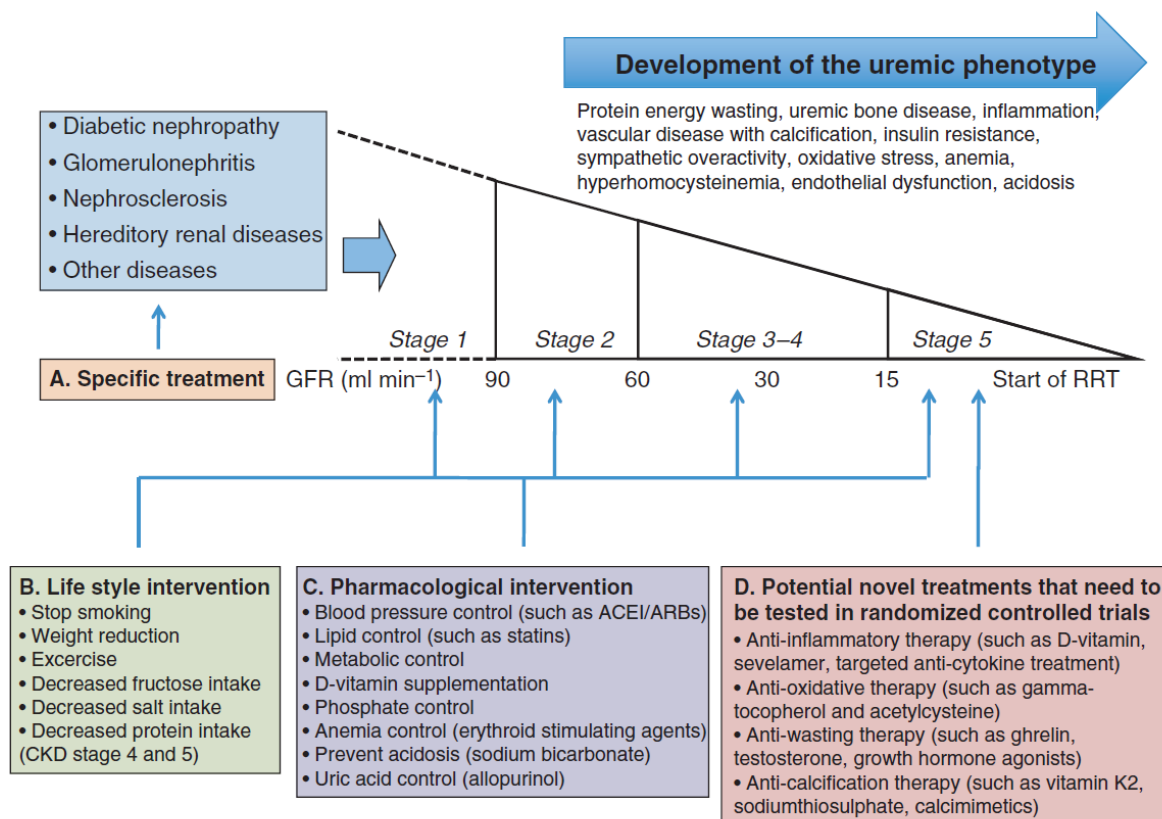 Development of the uremic phenotype
Protein energy wasting, uremic bone disease, inflammation,
vascular disease with calcification, insulin resistance,
sympathetic overactivity, oxidative stress, anemia,
hyperhomocysteinemia, endothelial dysfunction, acidosis
• Diabetic nephropathy
• Glomerulonephritis
• Nephrosclerosis
• Hereditory renal diseases
• Other diseases
Stage 1 Stage 2 Stage 3–4 Stage 5
A. Specific treatment
GFR (ml min⁻¹) 90 60 30 15 Start of RRT
B. Life style intervention
• Stop smoking
• Weight reduction
• Excercise
• Decreased fructose intake
• Decreased salt intake
• Decreased protein intake
(CKD stage 4 and 5)
C. Pharmacological intervention
• Blood pressure control (such as ACEI/ARBs)
• Lipid control (such as statins)
• Metabolic control
• D-vitamin supplementation
• Phosphate control
• Anemia control (erythroid stimulating agents)
• Prevent acidosis (sodium bicarbonate)
• Uric acid control (allopurinol)
D. Potential novel treatments that need to
be tested in randomized controlled trials
• Anti-inflammatory therapy (such as D-vitamin,
sevelamer, targeted anti-cytokine treatment)
• Anti-oxidative therapy (such as gamma-
tocopherol and acetylcysteine)
• Anti-wasting therapy (such as ghrelin,
testosterone, growth hormone agonists)
• Anti-calcification therapy (such as vitamin K2,
sodiumthiosulphate, calcimimetics)